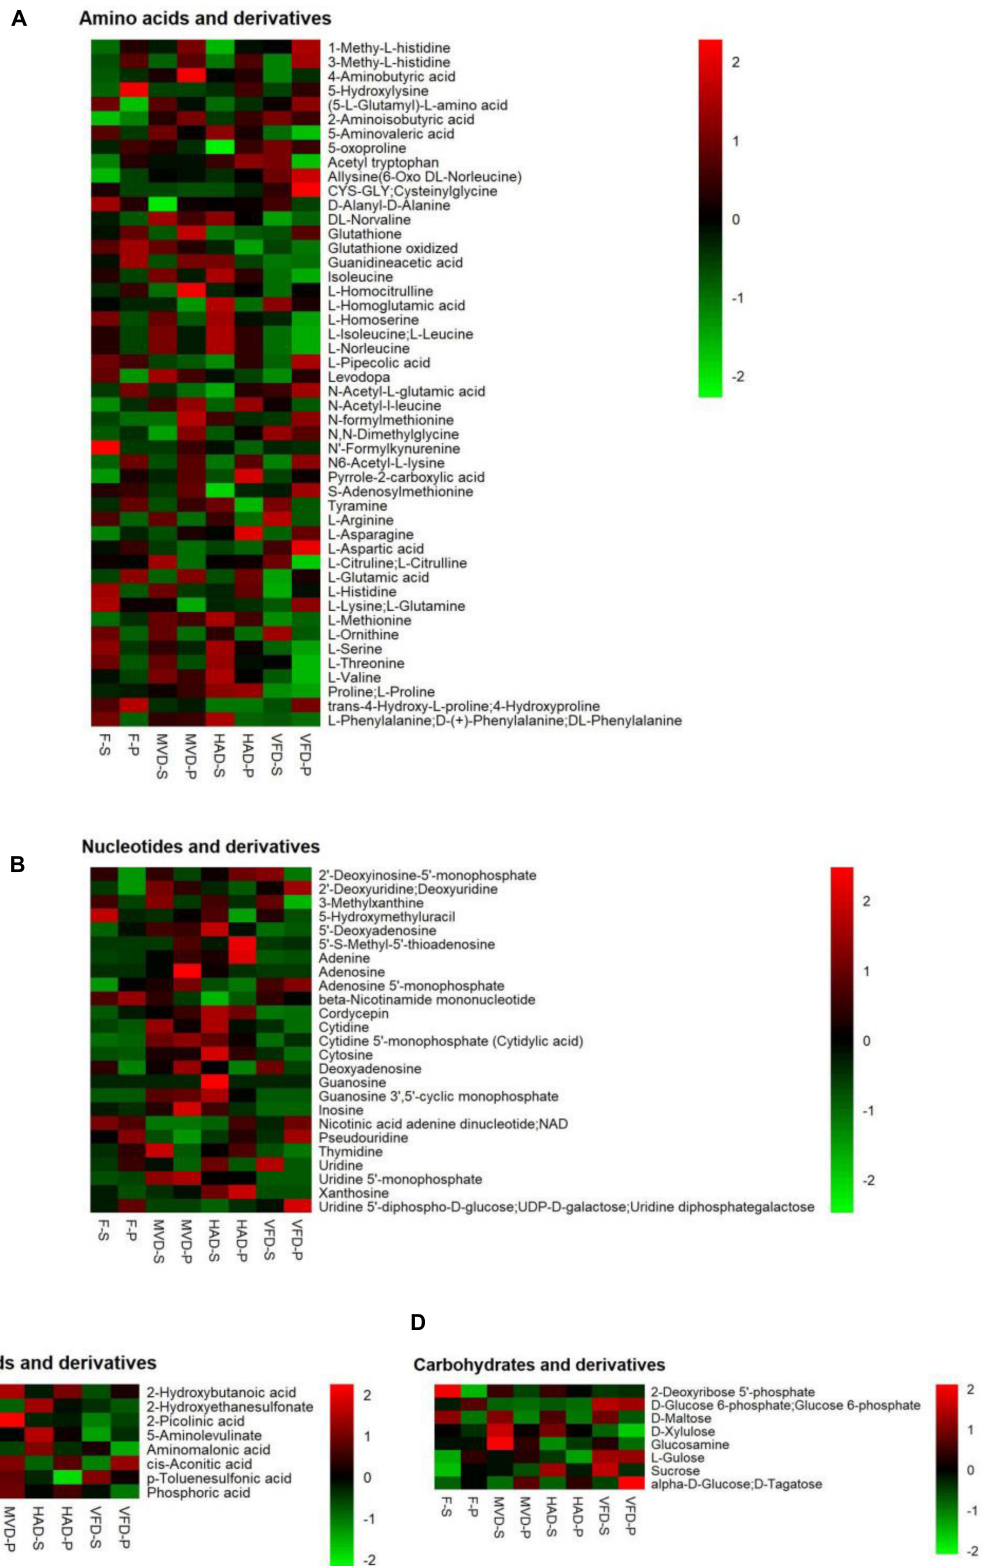 A
Amino acids and derivatives
1-Methy-L-histidine
3-Methy-L-histidine
4-Aminobutyric acid
5-Hydroxylysine
(5-L-Glutamyl)-L-amino acid
2-Aminoisobutyric acid
5-Aminovaleric acid
5-oxoproline
Acetyl tryptophan
Allysine(6-Oxo DL-Norleucine)
CYS-GLY;Cysteinylglycine
D-Alanyl-D-Alanine
DL-Norvaline
Glutathione
Glutathione oxidized
Guanidineacetic acid
Isoleucine
L-Homocitrulline
L-Homoglutamic acid
L-Homoserine
L-Isoleucine;L-Leucine
L-Norleucine
L-Pipecolic acid
Levodopa
N-Acetyl-L-glutamic acid
N-Acetyl-l-leucine
N-formylmethionine
N,N-Dimethylglycine
N'-Formylkynurenine
N6-Acetyl-L-lysine
Pyrrole-2-carboxylic acid
S-Adenosylmethionine
Tyramine
L-Arginine
L-Asparagine
L-Aspartic acid
L-Citruline;L-Citrulline
L-Glutamic acid
L-Histidine
L-Lysine;L-Glutamine
L-Methionine
L-Ornithine
L-Serine
L-Threonine
L-Valine
Proline;L-Proline
trans-4-Hydroxy-L-proline;4-Hydroxyproline
L-Phenylalanine;D-(+)-Phenylalanine;DL-Phenylalanine
2
1
0
-1
-2
F-S
F-P
MVD-S
MVD-P
HAD-S
HAD-P
VFD-S
VFD-P
B
Nucleotides and derivatives
2'-Deoxyinosine-5'-monophosphate
2'-Deoxyuridine;Deoxyuridine
3-Methylxanthine
5-Hydroxymethyluracil
5'-Deoxyadenosine
5'-S-Methyl-5'-thioadenosine
Adenine
Adenosine
Adenosine 5'-monophosphate
beta-Nicotinamide mononucleotide
Cordycepin
Cytidine
Cytidine 5'-monophosphate (Cytidylic acid)
Cytosine
Deoxyadenosine
Guanosine
Guanosine 3',5'-cyclic monophosphate
Inosine
Nicotinic acid adenine dinucleotide;NAD
Pseudouridine
Thymidine
Uridine
Uridine 5'-monophosphate
Xanthosine
Uridine 5'-diphospho-D-glucose;UDP-D-galactose;Uridine diphosphategalactose
2
1
0
-1
-2
F-S
F-P
MVD-S
MVD-P
HAD-S
HAD-P
VFD-S
VFD-P
ds and derivatives
2-Hydroxybutanoic acid
2-Hydroxyethanesulfonate
2-Picolinic acid
5-Aminolevulinate
Aminomalonic acid
cis-Aconitic acid
p-Toluenesulfonic acid
Phosphoric acid
2
1
0
-1
-2
MVD-P
HAD-S
HAD-P
VFD-S
VFD-P
D
Carbohydrates and derivatives
2-Deoxyribose 5'-phosphate
D-Glucose 6-phosphate;Glucose 6-phosphate
D-Maltose
D-Xylulose
Glucosamine
L-Gulose
Sucrose
alpha-D-Glucose;D-Tagatose
2
1
0
-1
-2
F-S
F-P
MVD-S
MVD-P
HAD-S
HAD-P
VFD-S
VFD-P